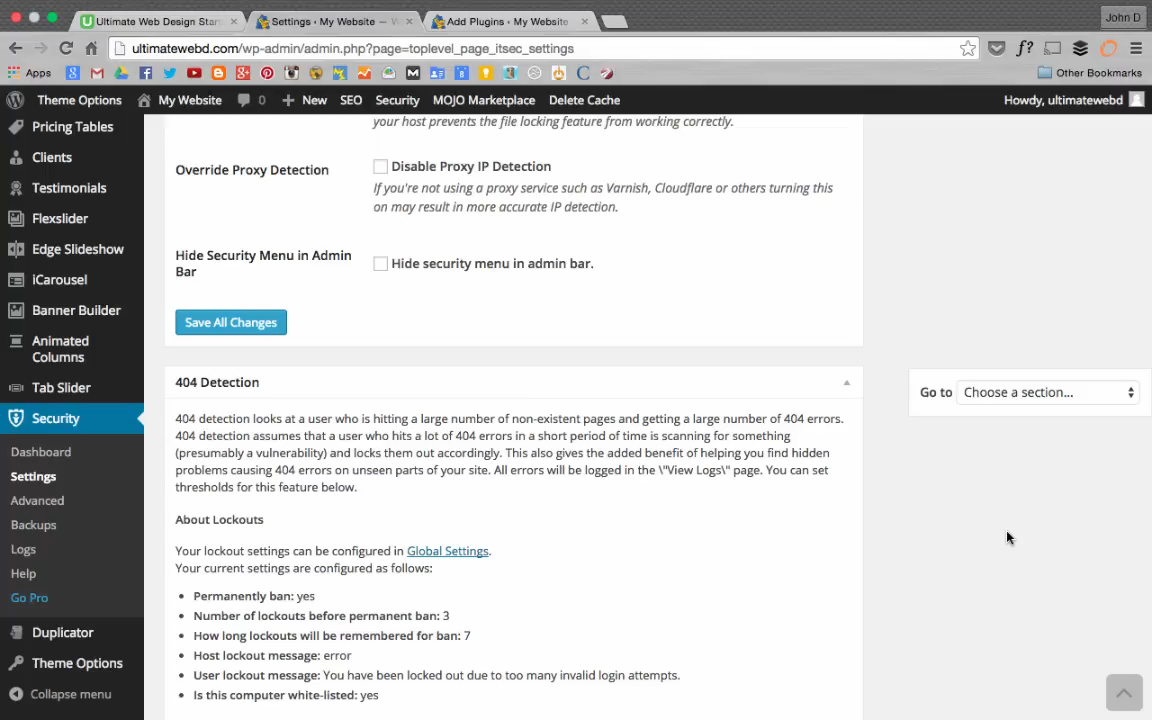 Ultimate Web Design Star
Settings ‹ My Website — W
Add Plugins ‹ My Website
John D
ultimatewebd.com/wp-admin/admin.php?page=toplevel_page_itsec_settings
Apps
Other Bookmarks
Theme Options
My Website
0
New
SEO
Security
MOJO Marketplace
Delete Cache
Howdy, ultimatewebd
Pricing Tables
Clients
Testimonials
Flexslider
Edge Slideshow
iCarousel
Banner Builder
Animated
Columns
Tab Slider
Security
Dashboard
Settings
Advanced
Backups
Logs
Help
Go Pro
Duplicator
Theme Options
Collapse menu
your host prevents the file locking feature from working correctly.
Override Proxy Detection
Disable Proxy IP Detection
If you're not using a proxy service such as Varnish, Cloudflare or others turning this
on may result in more accurate IP detection.
Hide Security Menu in Admin
Bar
Hide security menu in admin bar.
Save All Changes
404 Detection
404 detection looks at a user who is hitting a large number of non-existent pages and getting a large number of 404 errors.
404 detection assumes that a user who hits a lot of 404 errors in a short period of time is scanning for something
(presumably a vulnerability) and locks them out accordingly. This also gives the added benefit of helping you find hidden
problems causing 404 errors on unseen parts of your site. All errors will be logged in the \"View Logs\" page. You can set
thresholds for this feature below.
About Lockouts
Your lockout settings can be configured in Global Settings.
Your current settings are configured as follows:
• Permanently ban: yes
• Number of lockouts before permanent ban: 3
• How long lockouts will be remembered for ban: 7
• Host lockout message: error
• User lockout message: You have been locked out due to too many invalid login attempts.
• Is this computer white-listed: yes
Go to
Choose a section...